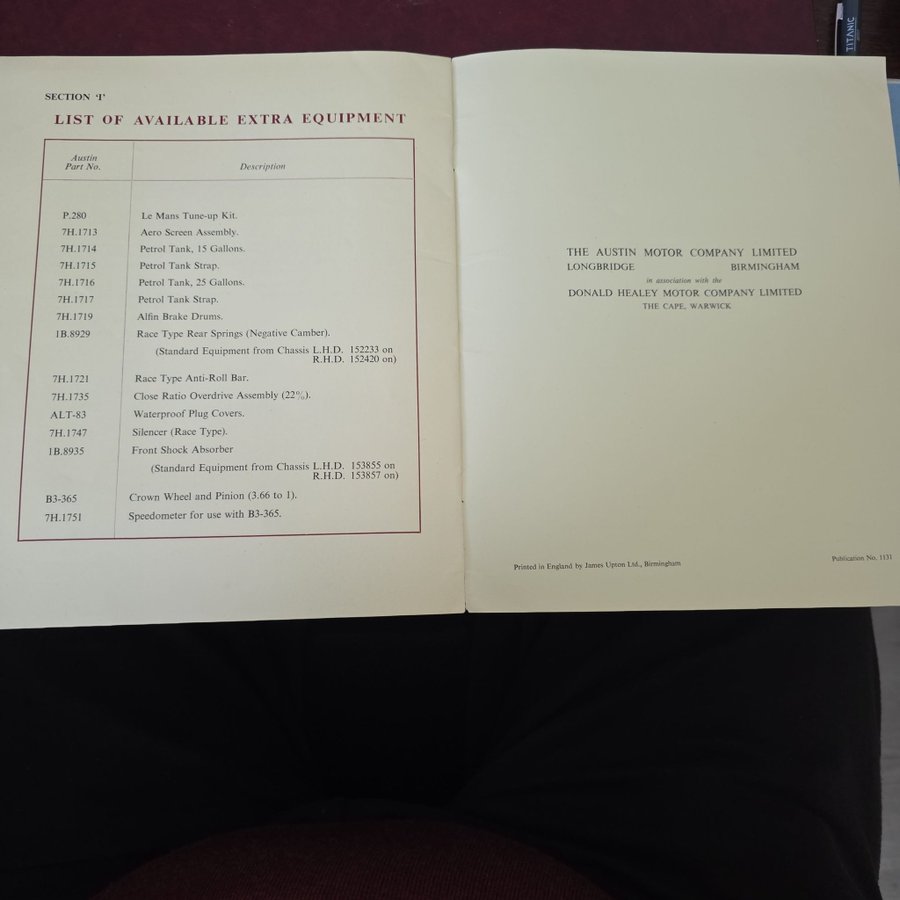 SECTION ‘I’
LIST OF AVAILABLE EXTRA EQUIPMENT
Austin
Part No. Description
P.280 Le Mans Tune-up Kit.
7H.1713 Aero Screen Assembly.
7H.1714 Petrol Tank, 15 Gallons.
7H.1715 Petrol Tank Strap.
7H.1716 Petrol Tank, 25 Gallons.
7H.1717 Petrol Tank Strap.
7H.1719 Alfin Brake Drums.
1B.8929 Race Type Rear Springs (Negative Camber).
(Standard Equipment from Chassis L.H.D. 152233 on
R.H.D. 152420 on)
7H.1721 Race Type Anti-Roll Bar.
7H.1735 Close Ratio Overdrive Assembly (22%).
ALT-83 Waterproof Plug Covers.
7H.1747 Silencer (Race Type).
1B.8935 Front Shock Absorber
(Standard Equipment from Chassis L.H.D. 153855 on
R.H.D. 153857 on)
B3-365 Crown Wheel and Pinion (3.66 to 1).
7H.1751 Speedometer for use with B3-365.
THE AUSTIN MOTOR COMPANY LIMITED
LONGBRIDGE BIRMINGHAM
in association with the
DONALD HEALEY MOTOR COMPANY LIMITED
THE CAPE, WARWICK
Printed in England by James Upton Ltd., Birmingham
Publication No. 1131
TITANIC